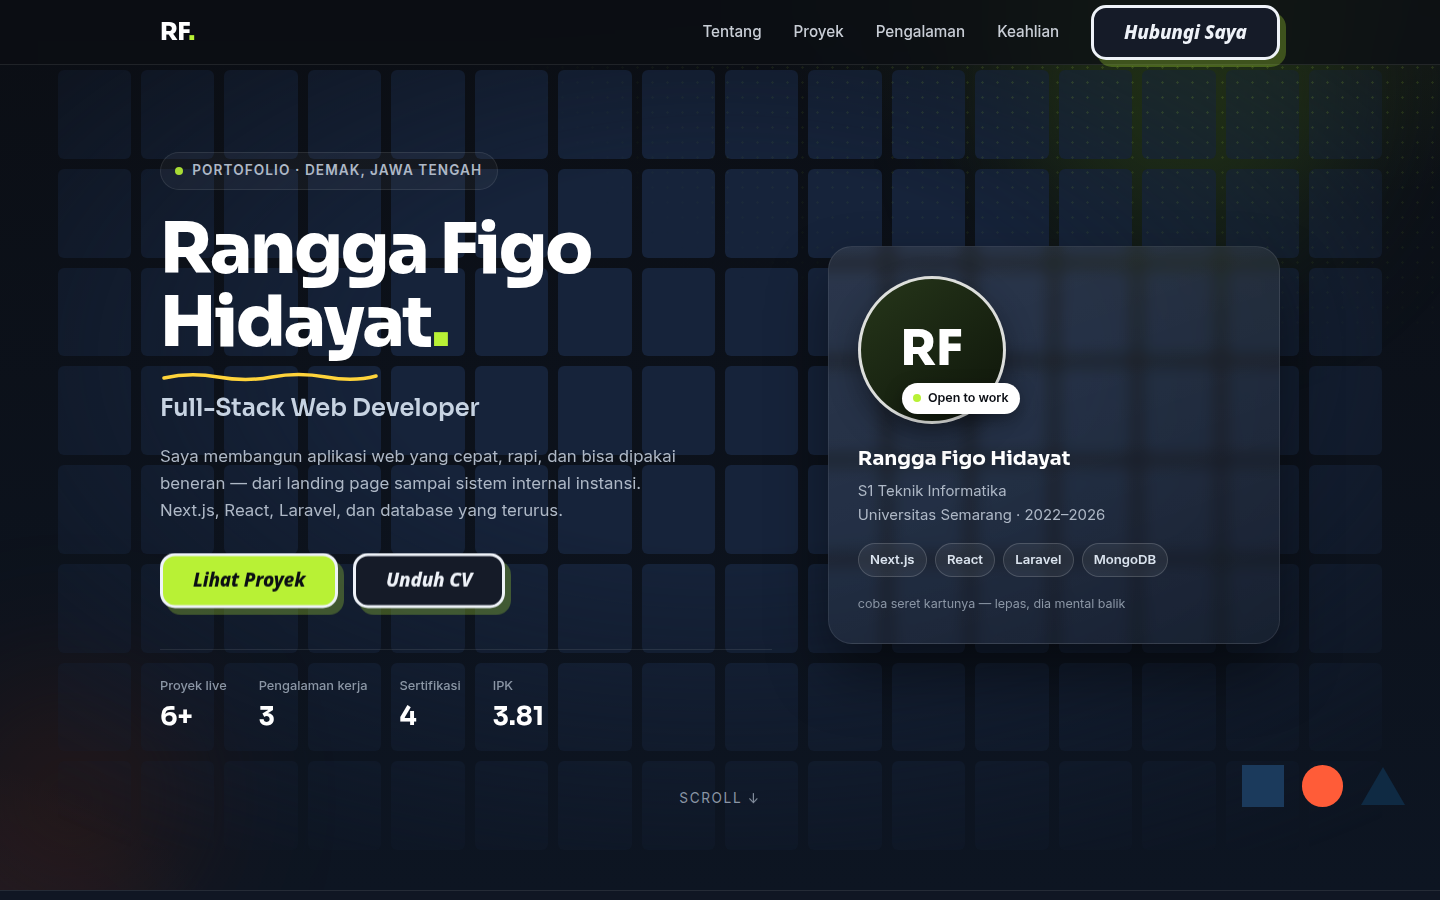 RF.
Tentang
Proyek
Pengalaman
Keahlian
Hubungi Saya
PORTOFOLIO · DEMAK, JAWA TENGAH
Rangga Figo
Hidayat.
Full-Stack Web Developer
Saya membangun aplikasi web yang cepat, rapi, dan bisa dipakai
beneran — dari landing page sampai sistem internal instansi.
Next.js, React, Laravel, dan database yang terurus.
Lihat Proyek
Unduh CV
Proyek live
6+
Pengalaman kerja
3
Sertifikasi
4
IPK
3.81
RF
Open to work
Rangga Figo Hidayat
S1 Teknik Informatika
Universitas Semarang · 2022–2026
Next.js
React
Laravel
MongoDB
coba seret kartunya — lepas, dia mental balik
SCROLL ↓